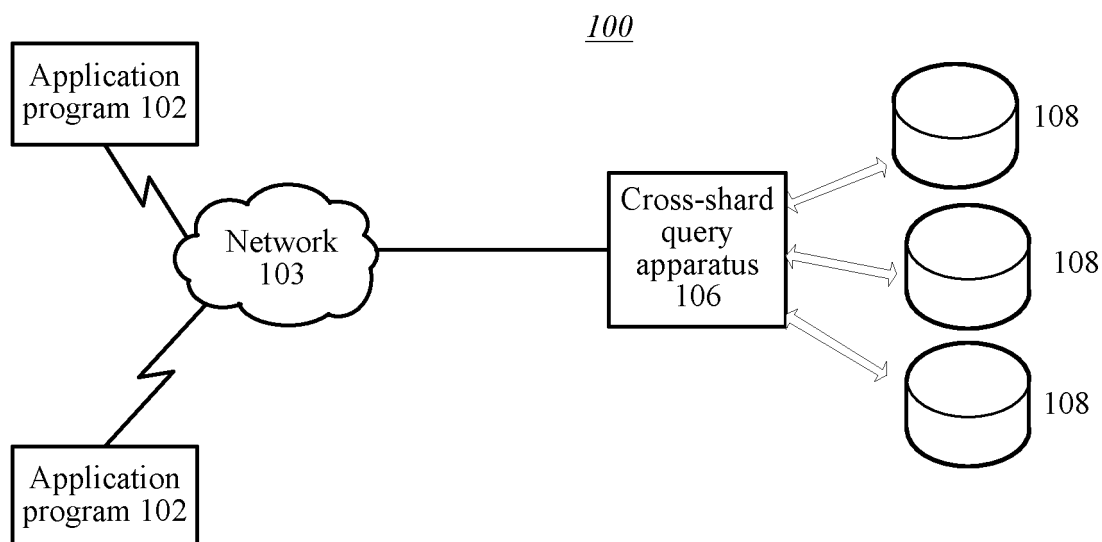 100
Application
program 102
108
Cross-shard
query
apparatus
106
Network
103
108
108
Application
program 102